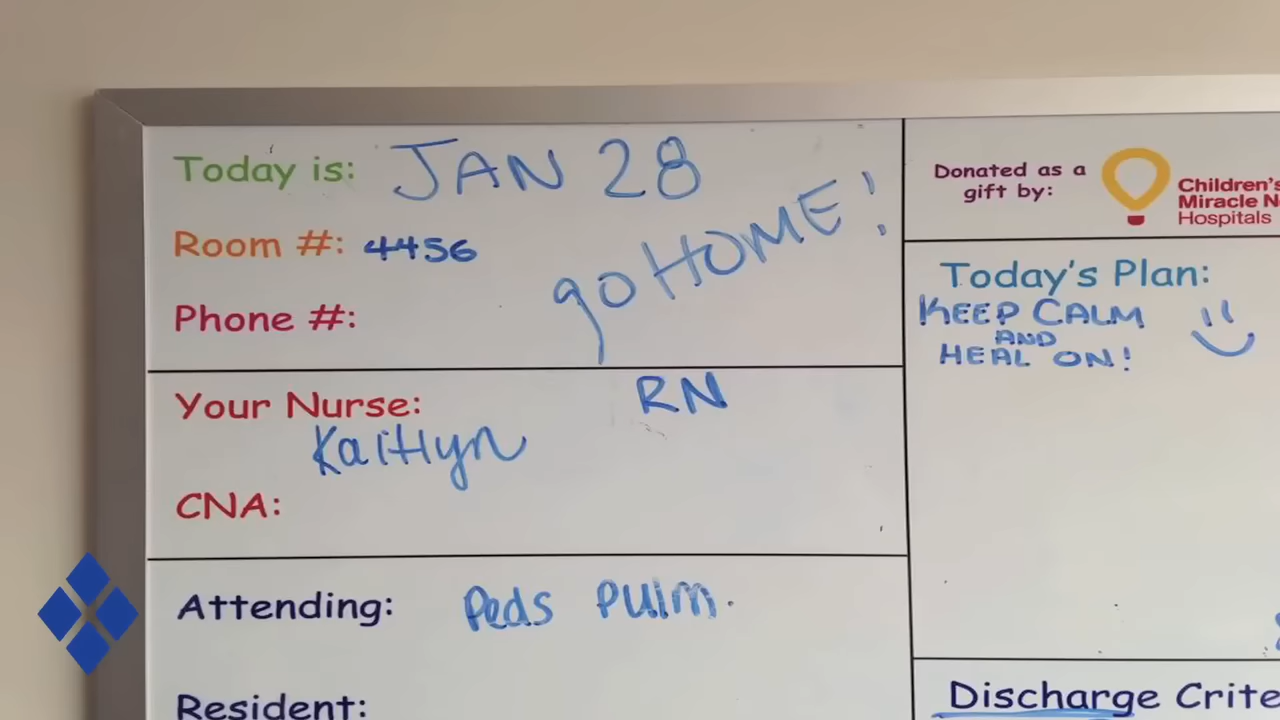 Today is: JAN 28
Room #: 4456
go HOME!
Phone #:
Your Nurse: RN
Kaitlyn
CNA:
Attending: Peds Pulm.
Resident:
Donated as a
gift by:
Children's
Miracle N
Hospitals
Today's Plan:
KEEP CALM
AND
HEAL ON!
Discharge Crite